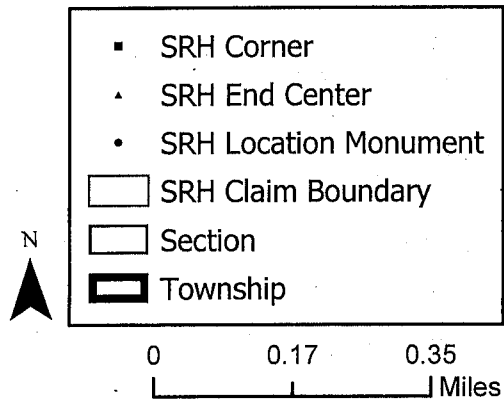 SRH Corner
SRH End Center
SRH Location Monument
SRH Claim Boundary
Section
Township
N
0 0.17 0.35
Miles